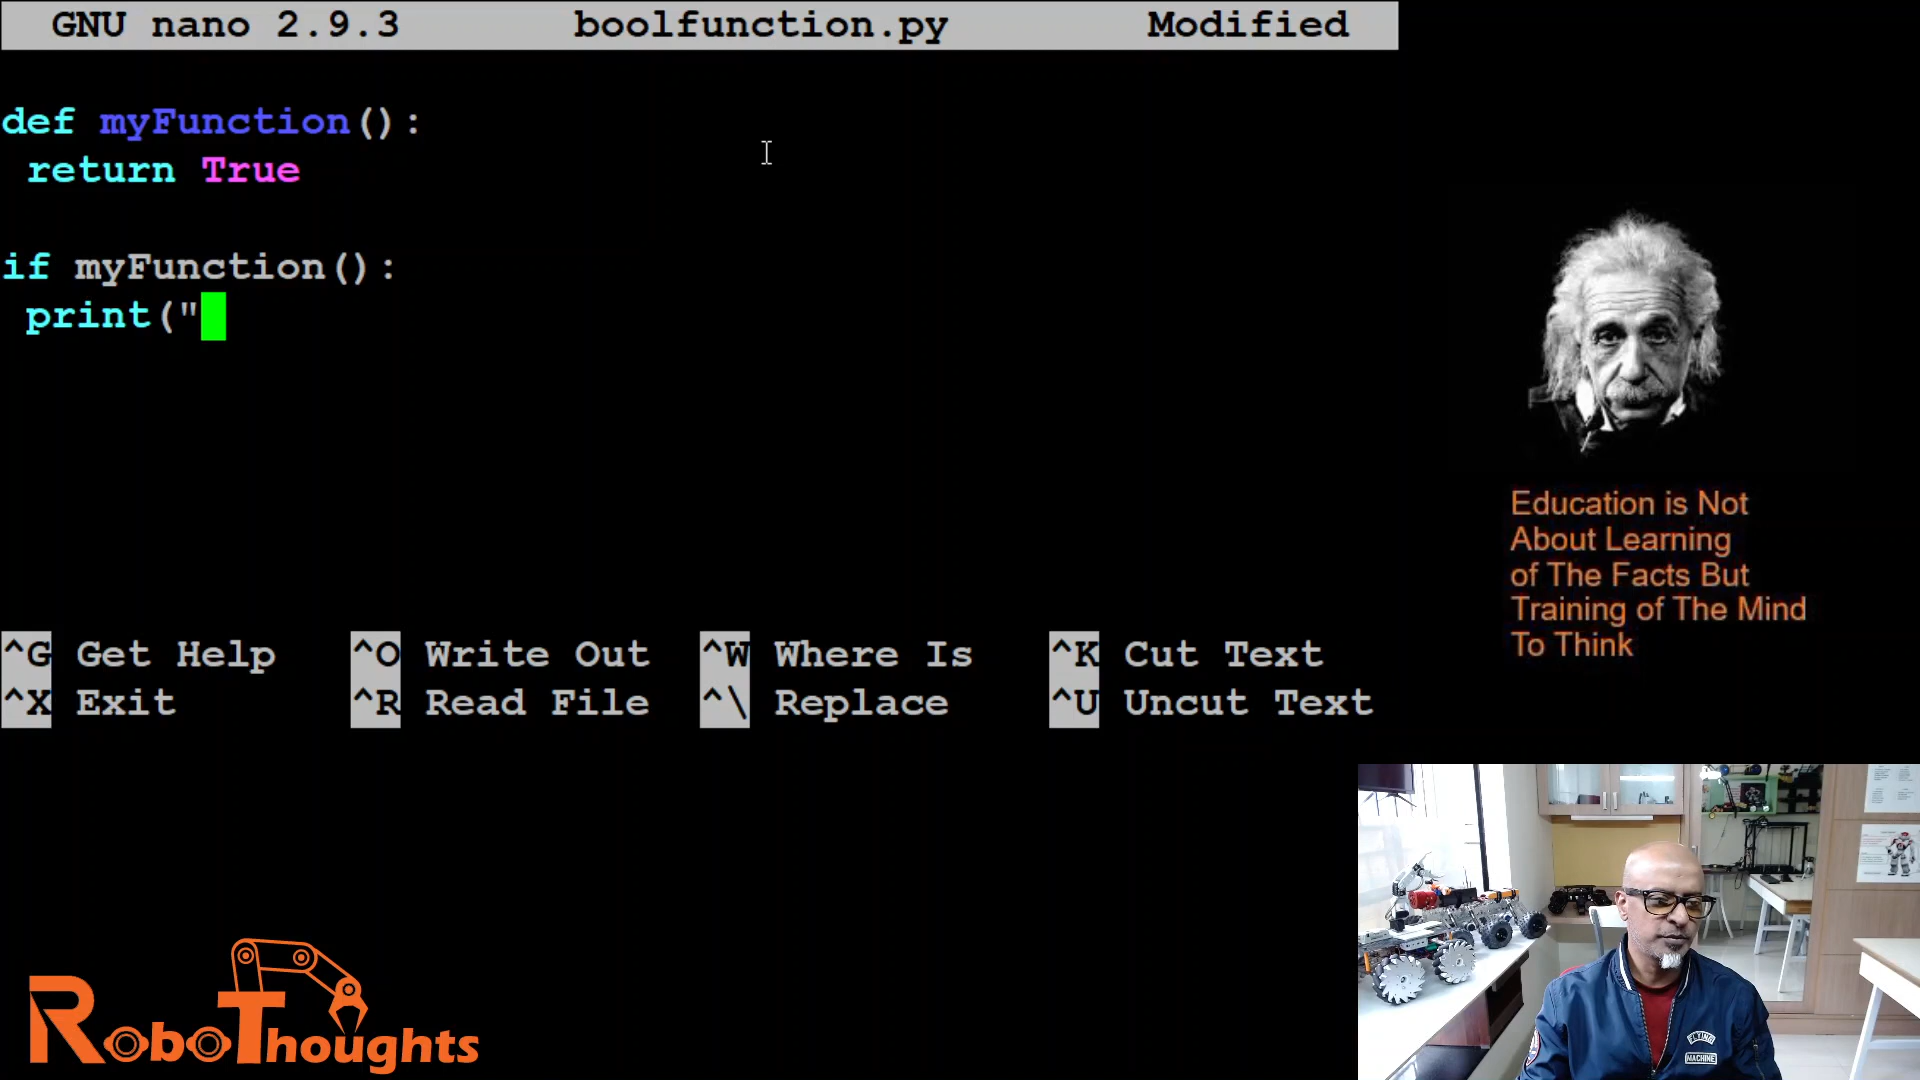 GNU nano 2.9.3 boolfunction.py Modified
def myFunction():
 return True
if myFunction():
 print("
^G Get Help ^O Write Out ^W Where Is ^K Cut Text
^X Exit ^R Read File ^\ Replace ^U Uncut Text
Education is Not
About Learning
of The Facts But
Training of The Mind
To Think
RoboThoughts
FLYING
MACHINE